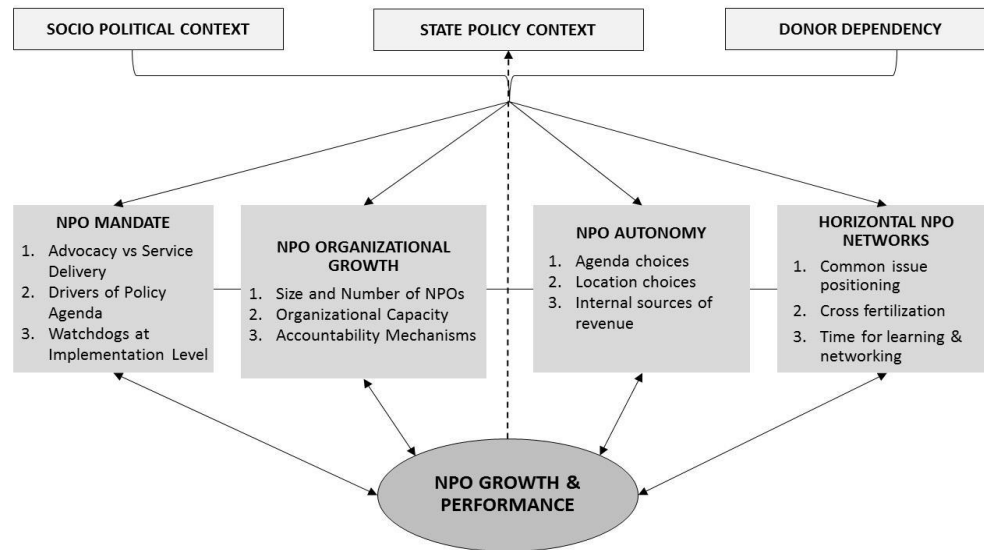 SOCIO POLITICAL CONTEXT
STATE POLICY CONTEXT
DONOR DEPENDENCY
NPO MANDATE
1. Advocacy vs Service
Delivery
2. Drivers of Policy
Agenda
3. Watchdogs at
Implementation Level
NPO ORGANIZATIONAL
GROWTH
1. Size and Number of NPOs
2. Organizational Capacity
3. Accountability Mechanisms
NPO AUTONOMY
1. Agenda choices
2. Location choices
3. Internal sources of
revenue
HORIZONTAL NPO
NETWORKS
1. Common issue
positioning
2. Cross fertilization
3. Time for learning &
networking
NPO GROWTH &
PERFORMANCE